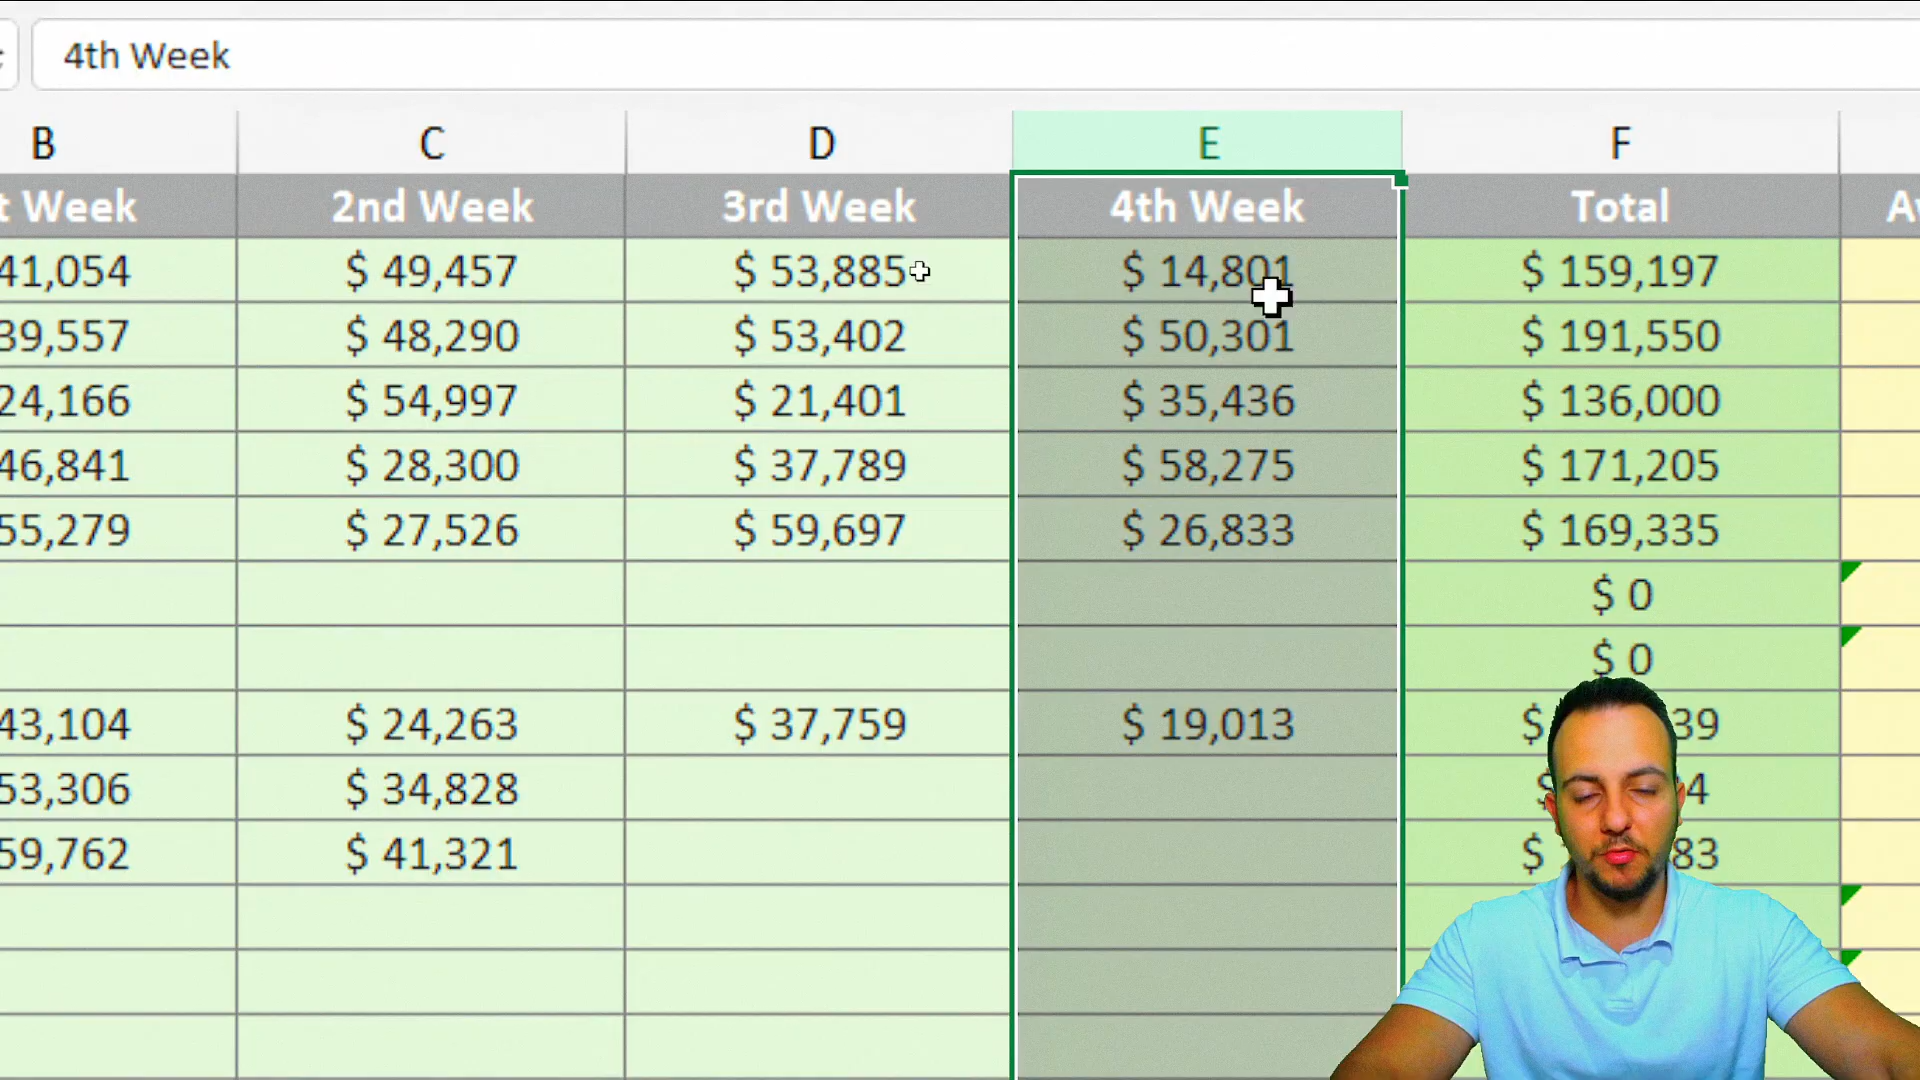 4th Week
B C D E F
t Week 2nd Week 3rd Week 4th Week Total Av
41,054 $ 49,457 $ 53,885 $ 14,801 $ 159,197
39,557 $ 48,290 $ 53,402 $ 50,301 $ 191,550
24,166 $ 54,997 $ 21,401 $ 35,436 $ 136,000
46,841 $ 28,300 $ 37,789 $ 58,275 $ 171,205
55,279 $ 27,526 $ 59,697 $ 26,833 $ 169,335
$ 0
$ 0
43,104 $ 24,263 $ 37,759 $ 19,013 $ 39
53,306 $ 34,828 $ 4
59,762 $ 41,321 $ 83